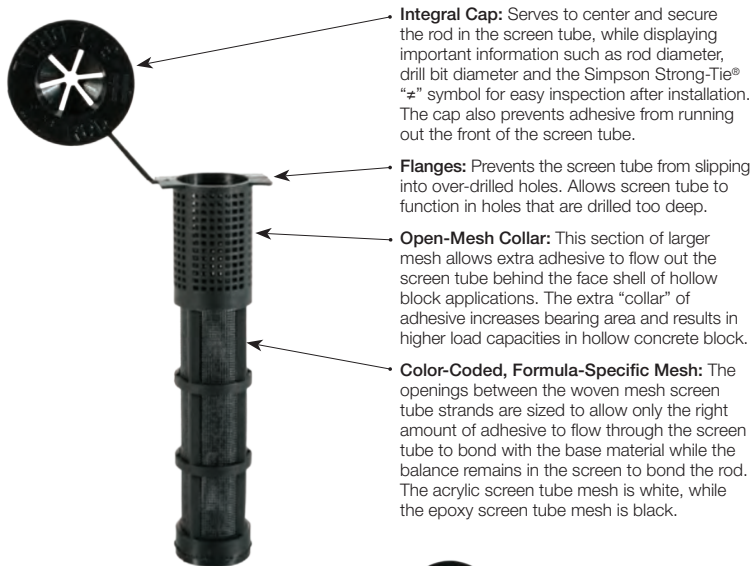 Integral Cap: Serves to center and secure
the rod in the screen tube, while displaying
important information such as rod diameter,
drill bit diameter and the Simpson Strong-Tie®
“≠” symbol for easy inspection after installation.
The cap also prevents adhesive from running
out the front of the screen tube.
Flanges: Prevents the screen tube from slipping
into over-drilled holes. Allows screen tube to
function in holes that are drilled too deep.
Open-Mesh Collar: This section of larger
mesh allows extra adhesive to flow out the
screen tube behind the face shell of hollow
block applications. The extra “collar” of
adhesive increases bearing area and results in
higher load capacities in hollow concrete block.
Color-Coded, Formula-Specific Mesh: The
openings between the woven mesh screen
tube strands are sized to allow only the right
amount of adhesive to flow through the screen
tube to bond with the base material while the
balance remains in the screen to bond the rod.
The acrylic screen tube mesh is white, while
the epoxy screen tube mesh is black.